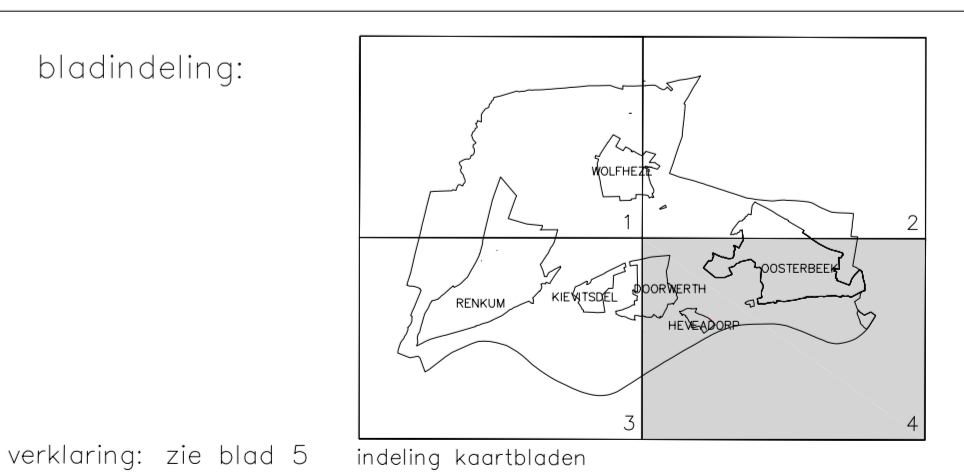 bladindeling:
WOLFHEZE
1
2
OOSTERBEEK
RENKUM
KIEVITSDEL
DOORWERTH
HEVEADORP
3
4
verklaring: zie blad 5
indeling kaartbladen